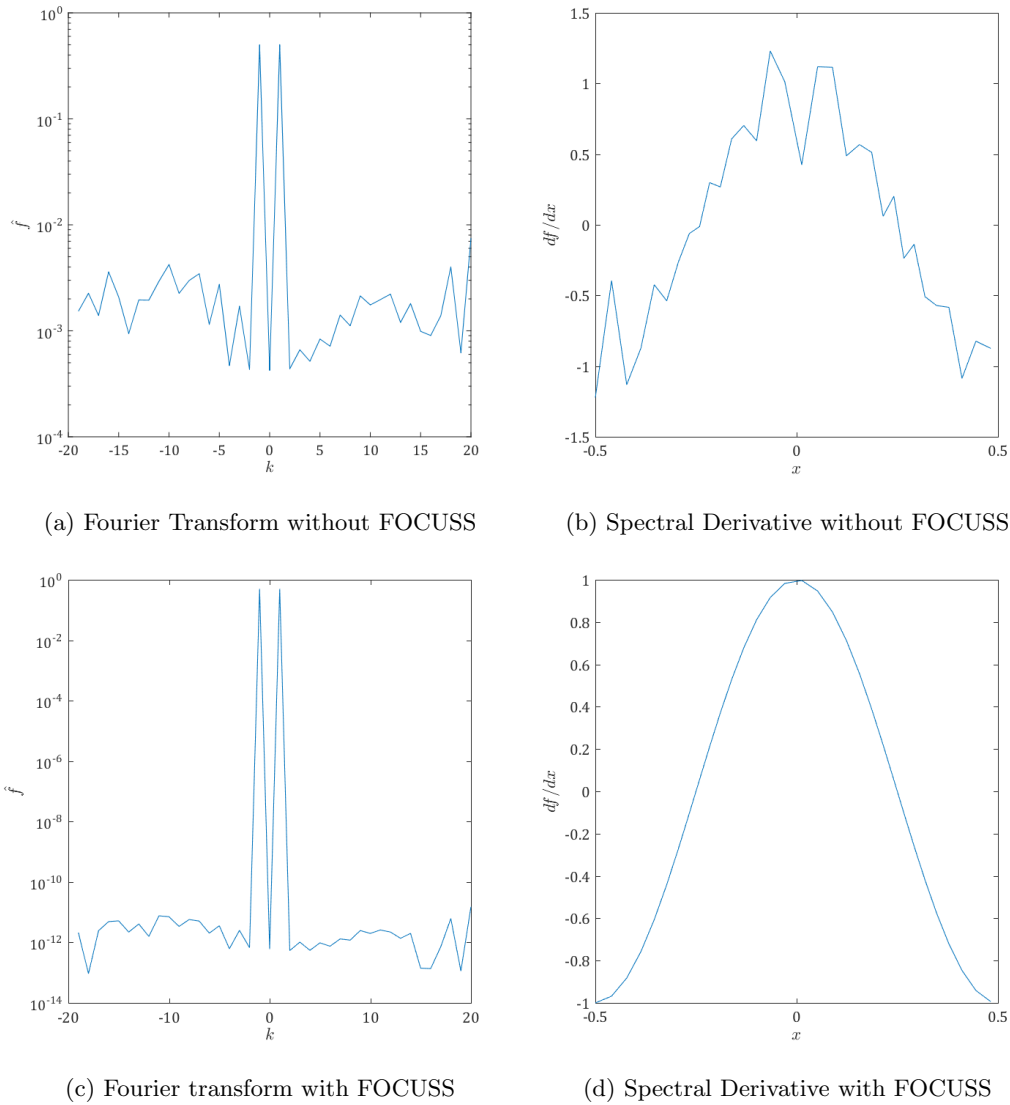 10^0
10^-1
10^-2
10^-3
10^-4
f̂
-20 -15 -10 -5 0 5 10 15 20
k
1.5
1
0.5
0
-0.5
-1
-1.5
df/dx
-0.5 0 0.5
x
(a) Fourier Transform without FOCUSS
(b) Spectral Derivative without FOCUSS
10^0
10^-2
10^-4
10^-6
10^-8
10^-10
10^-12
10^-14
f̂
-20 -10 0 10 20
k
1
0.8
0.6
0.4
0.2
0
-0.2
-0.4
-0.6
-0.8
-1
df/dx
-0.5 0 0.5
x
(c) Fourier transform with FOCUSS
(d) Spectral Derivative with FOCUSS